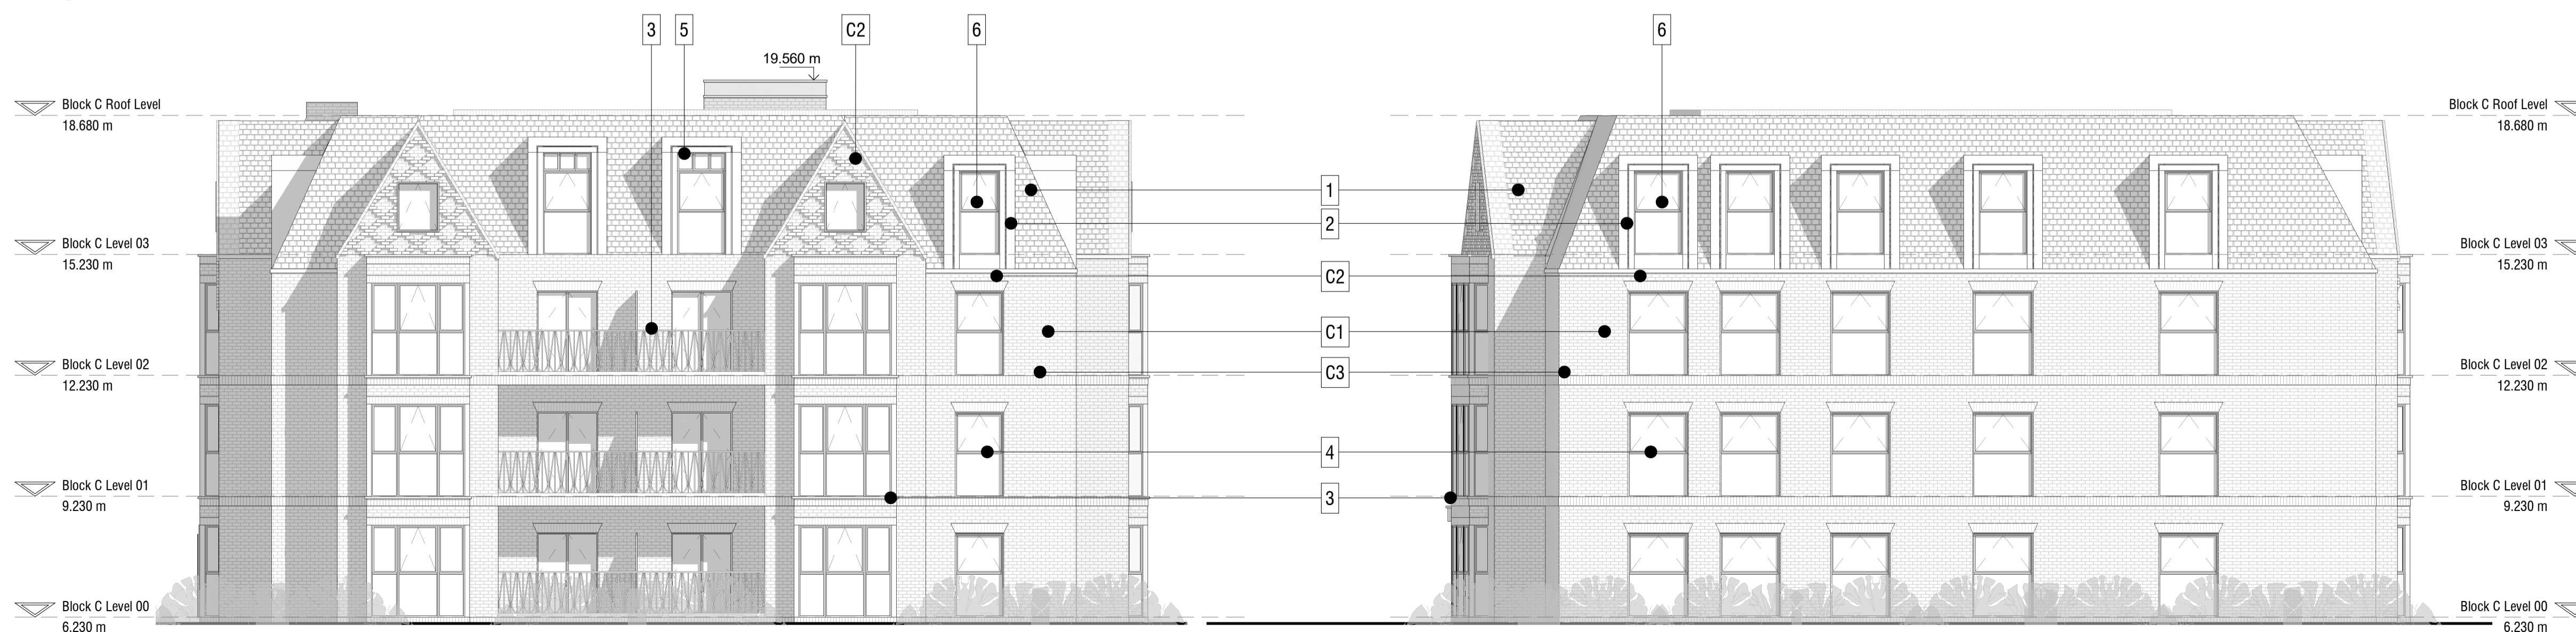 3 5 C2 6 6
19.560 m
Block C Roof Level
18.680 m
Block C Roof Level
18.680 m
1
2
Block C Level 03
15.230 m
Block C Level 03
15.230 m
C2
C1
Block C Level 02
12.230 m
C3
Block C Level 02
12.230 m
4
Block C Level 01
9.230 m
3
Block C Level 01
9.230 m
Block C Level 00
6.230 m
Block C Level 00
6.230 m